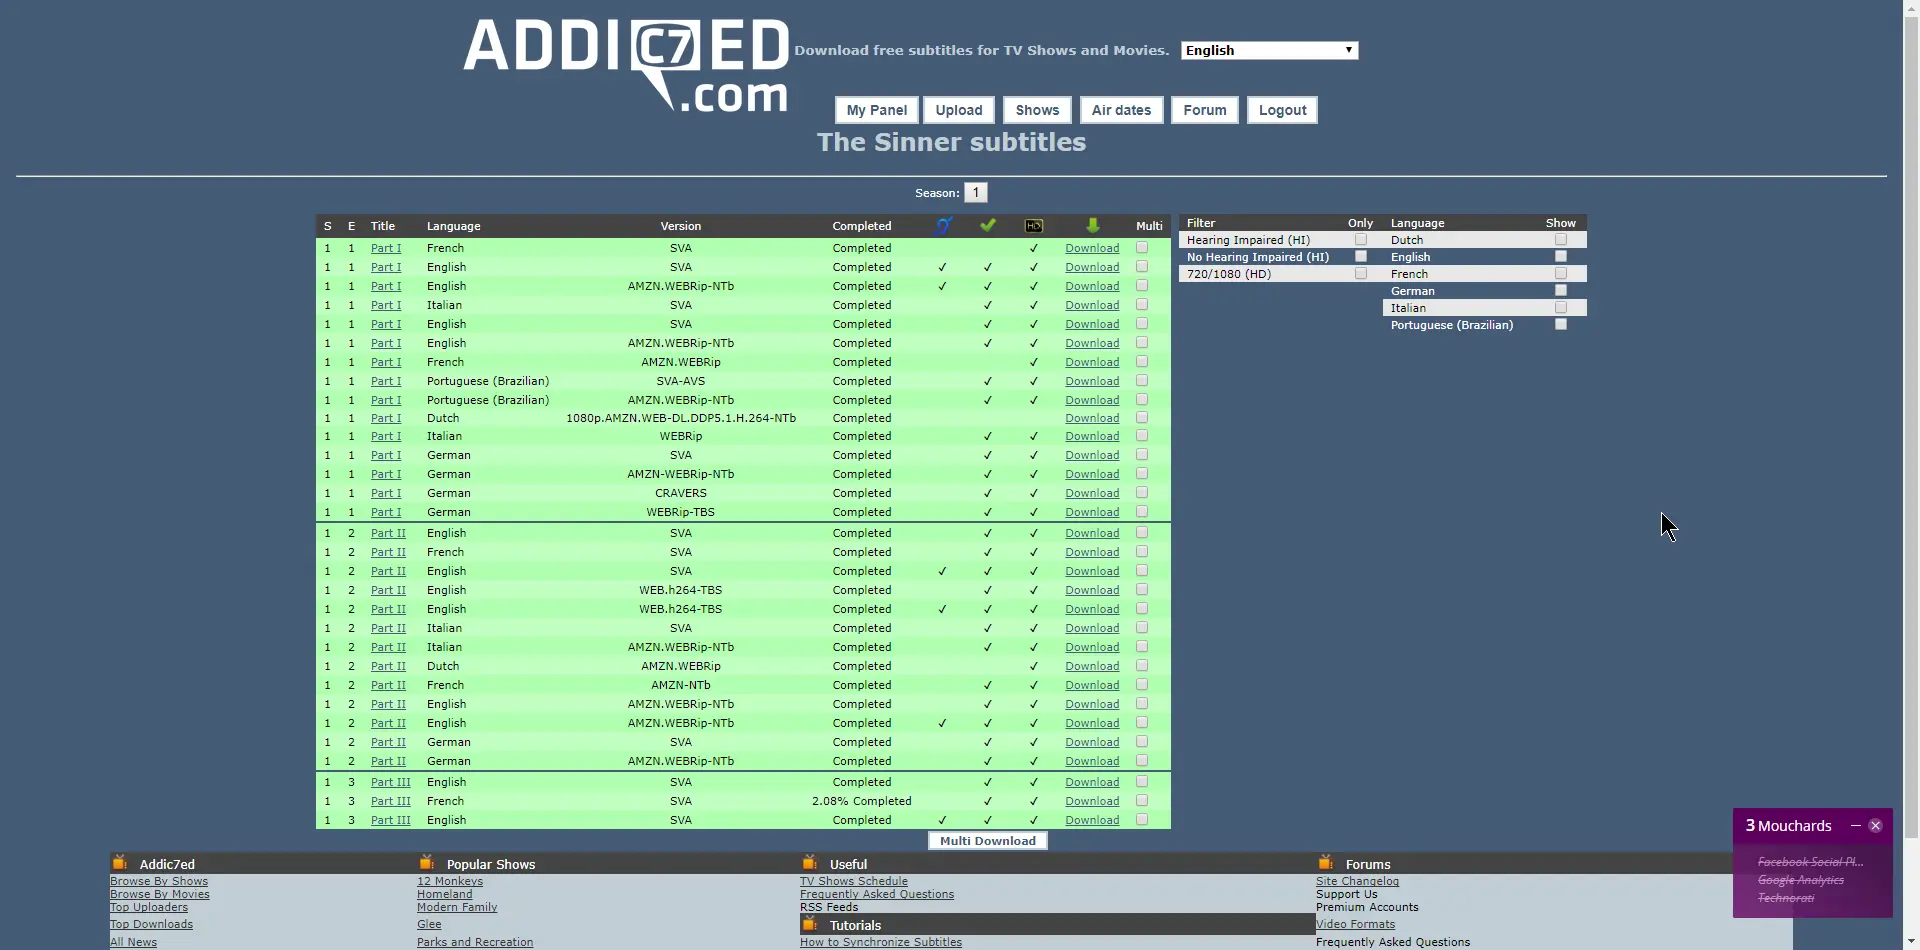 ADDIC7ED.com
Download free subtitles for TV Shows and Movies. English
My Panel Upload Shows Air dates Forum Logout
The Sinner subtitles
Season: 1
S E Title Language Version Completed HD Multi
1 1 Part I French SVA Completed ✓ Download
1 1 Part I English SVA Completed ✓ ✓ ✓ Download
1 1 Part I English AMZN.WEBRip-NTb Completed ✓ ✓ ✓ Download
1 1 Part I Italian SVA Completed ✓ ✓ Download
1 1 Part I English SVA Completed ✓ ✓ Download
1 1 Part I English AMZN.WEBRip-NTb Completed ✓ ✓ Download
1 1 Part I French AMZN.WEBRip Completed ✓ Download
1 1 Part I Portuguese (Brazilian) SVA-AVS Completed ✓ ✓ Download
1 1 Part I Portuguese (Brazilian) AMZN.WEBRip-NTb Completed ✓ ✓ Download
1 1 Part I Dutch 1080p.AMZN.WEB-DL.DDP5.1.H.264-NTb Completed Download
1 1 Part I Italian WEBRip Completed ✓ ✓ Download
1 1 Part I German SVA Completed ✓ ✓ Download
1 1 Part I German AMZN-WEBRip-NTb Completed ✓ ✓ Download
1 1 Part I German CRAVERS Completed ✓ ✓ Download
1 1 Part I German WEBRip-TBS Completed ✓ ✓ Download
1 2 Part II English SVA Completed ✓ ✓ Download
1 2 Part II French SVA Completed ✓ ✓ Download
1 2 Part II English SVA Completed ✓ ✓ ✓ Download
1 2 Part II English WEB.h264-TBS Completed ✓ ✓ Download
1 2 Part II English WEB.h264-TBS Completed ✓ ✓ ✓ Download
1 2 Part II Italian SVA Completed ✓ ✓ Download
1 2 Part II Italian AMZN.WEBRip-NTb Completed ✓ ✓ Download
1 2 Part II Dutch AMZN.WEBRip Completed ✓ Download
1 2 Part II French AMZN-NTb Completed ✓ ✓ Download
1 2 Part II English AMZN.WEBRip-NTb Completed ✓ ✓ Download
1 2 Part II English AMZN.WEBRip-NTb Completed ✓ ✓ ✓ Download
1 2 Part II German SVA Completed ✓ ✓ Download
1 2 Part II German AMZN.WEBRip-NTb Completed ✓ ✓ Download
1 3 Part III English SVA Completed ✓ ✓ Download
1 3 Part III French SVA 2.08% Completed ✓ ✓ Download
1 3 Part III English SVA Completed ✓ ✓ ✓ Download
Multi Download
Filter Only Language Show
Hearing Impaired (HI) Dutch
No Hearing Impaired (HI) English
720/1080 (HD) French
German
Italian
Portuguese (Brazilian)
3 Mouchards
Facebook Social Pl...
Google Analytics
Technorati
Addic7ed
Browse By Shows
Browse By Movies
Top Uploaders
Top Downloads
All News
Popular Shows
12 Monkeys
Homeland
Modern Family
Glee
Parks and Recreation
Useful
TV Shows Schedule
Frequently Asked Questions
RSS Feeds
Tutorials
How to Synchronize Subtitles
Forums
Site Changelog
Support Us
Premium Accounts
Video Formats
Frequently Asked Questions